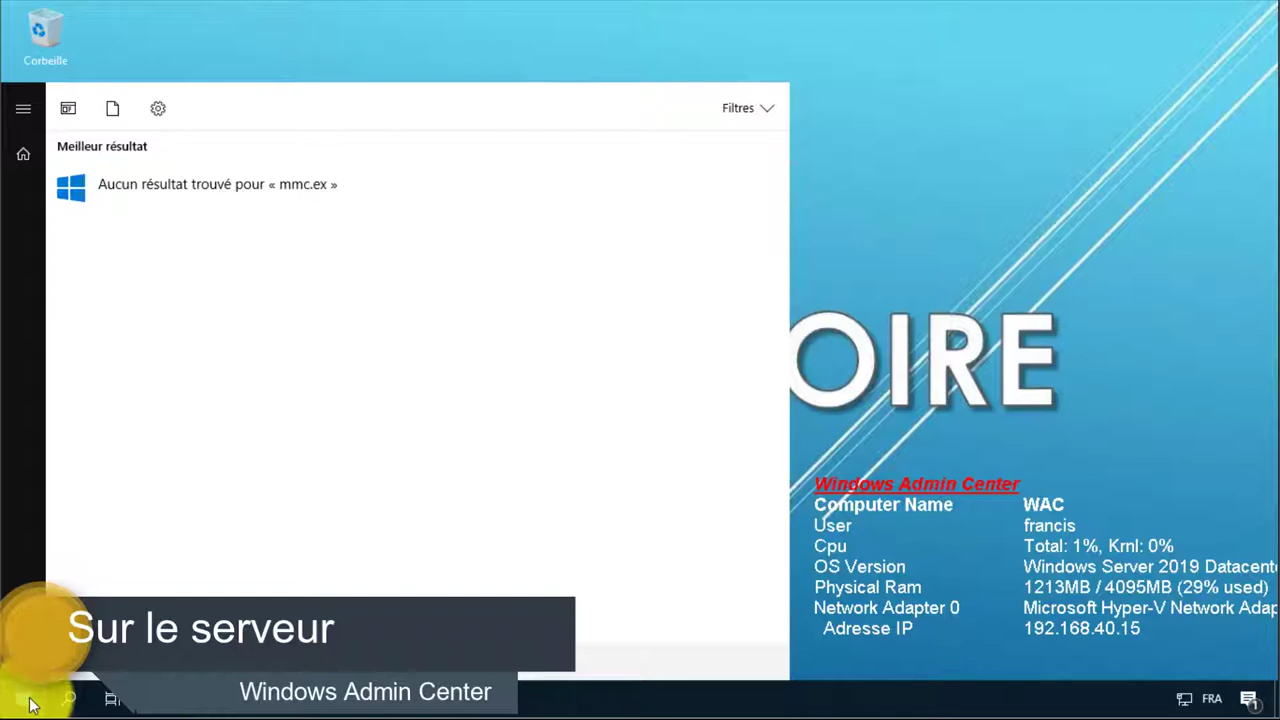 Corbeille
Filtres
Meilleur résultat
Aucun résultat trouvé pour « mmc.ex »
OIRE
Windows Admin Center
Computer Name WAC
User francis
Cpu Total: 1%, Krnl: 0%
OS Version Windows Server 2019 Datacent
Physical Ram 1213MB / 4095MB (29% used)
Network Adapter 0 Microsoft Hyper-V Network Adap
Adresse IP 192.168.40.15
Sur le serveur
Windows Admin Center
FRA
1